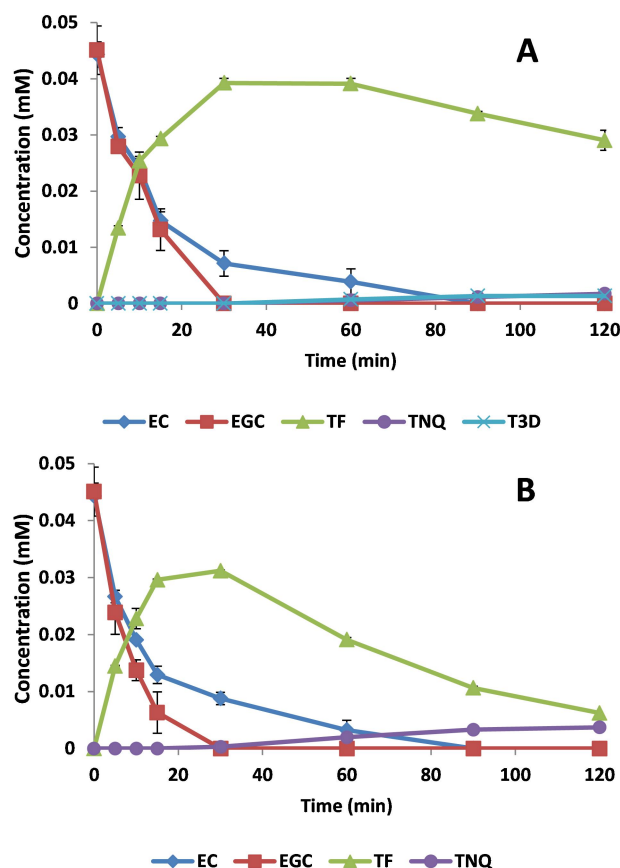 A
Concentration (mM)
0.05
0.04
0.03
0.02
0.01
0
0 20 40 60 80 100 120
Time (min)
EC EGC TF TNQ T3D
B
Concentration (mM)
0.05
0.04
0.03
0.02
0.01
0
0 20 40 60 80 100 120
Time (min)
EC EGC TF TNQ